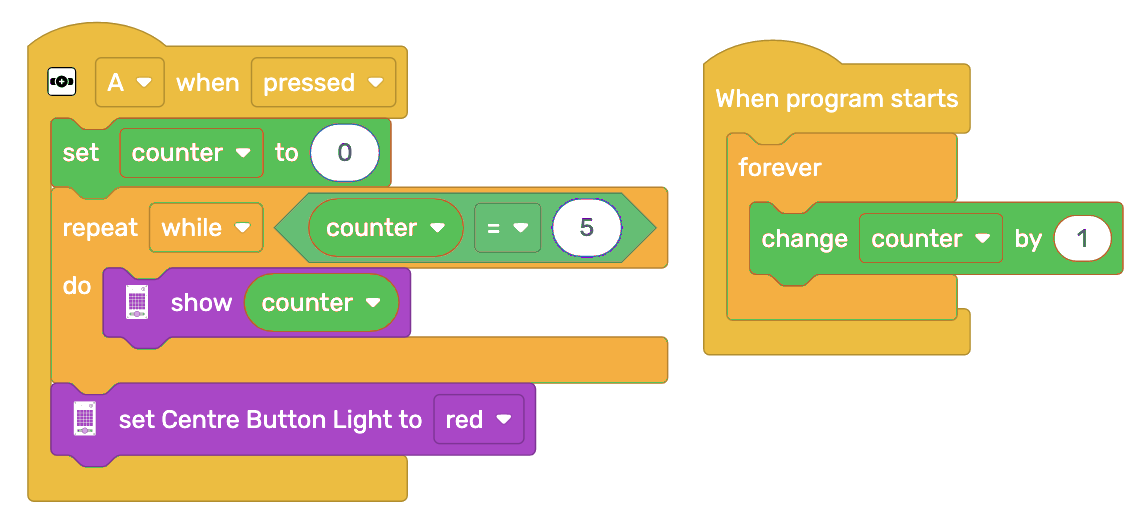 A when pressed
set counter to 0
repeat while counter = 5
do show counter
set Centre Button Light to red
When program starts
forever
change counter by 1